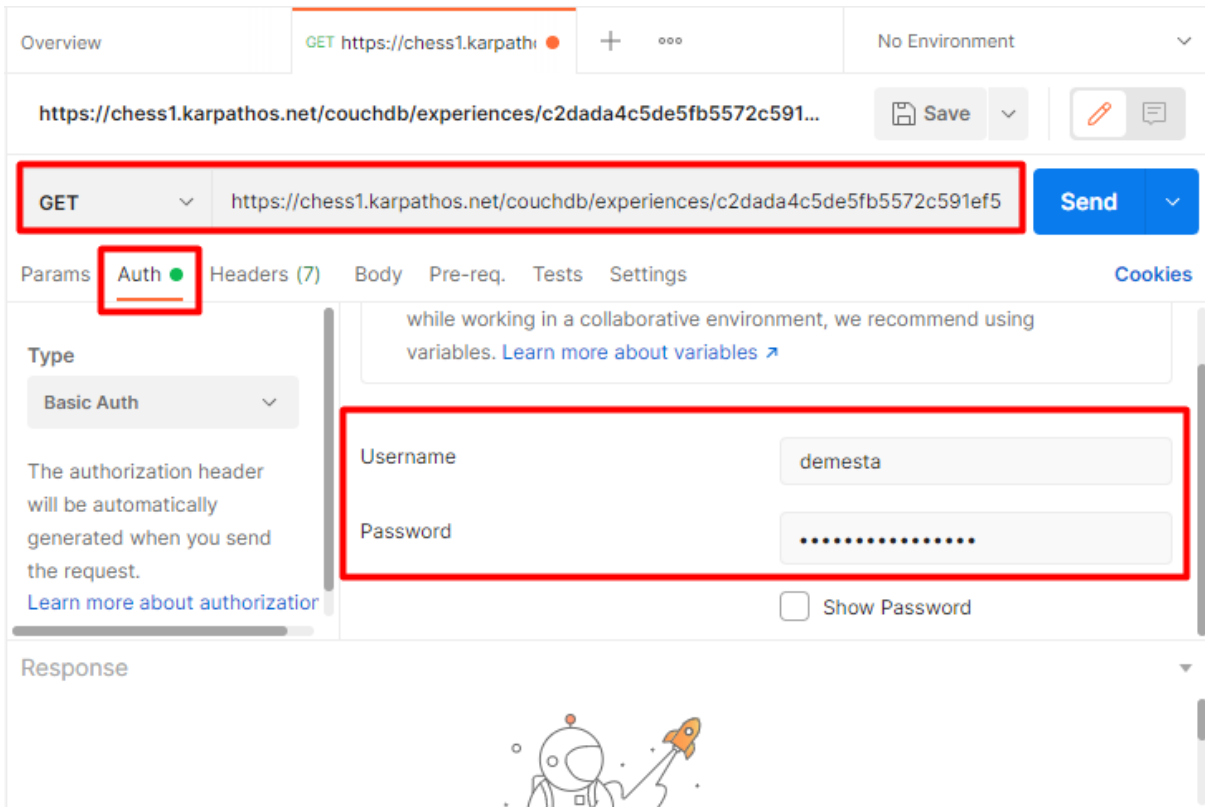 Overview
GET https://chess1.karpath
No Environment
https://chess1.karpathos.net/couchdb/experiences/c2dada4c5de5fb5572c591...
Save
GET
https://chess1.karpathos.net/couchdb/experiences/c2dada4c5de5fb5572c591ef5
Send
Params Auth Headers (7) Body Pre-req. Tests Settings Cookies
while working in a collaborative environment, we recommend using
variables. Learn more about variables ↗
Type
Basic Auth
The authorization header
will be automatically
generated when you send
the request.
Learn more about authorization
Username
demesta
Password
••••••••••••••••
Show Password
Response